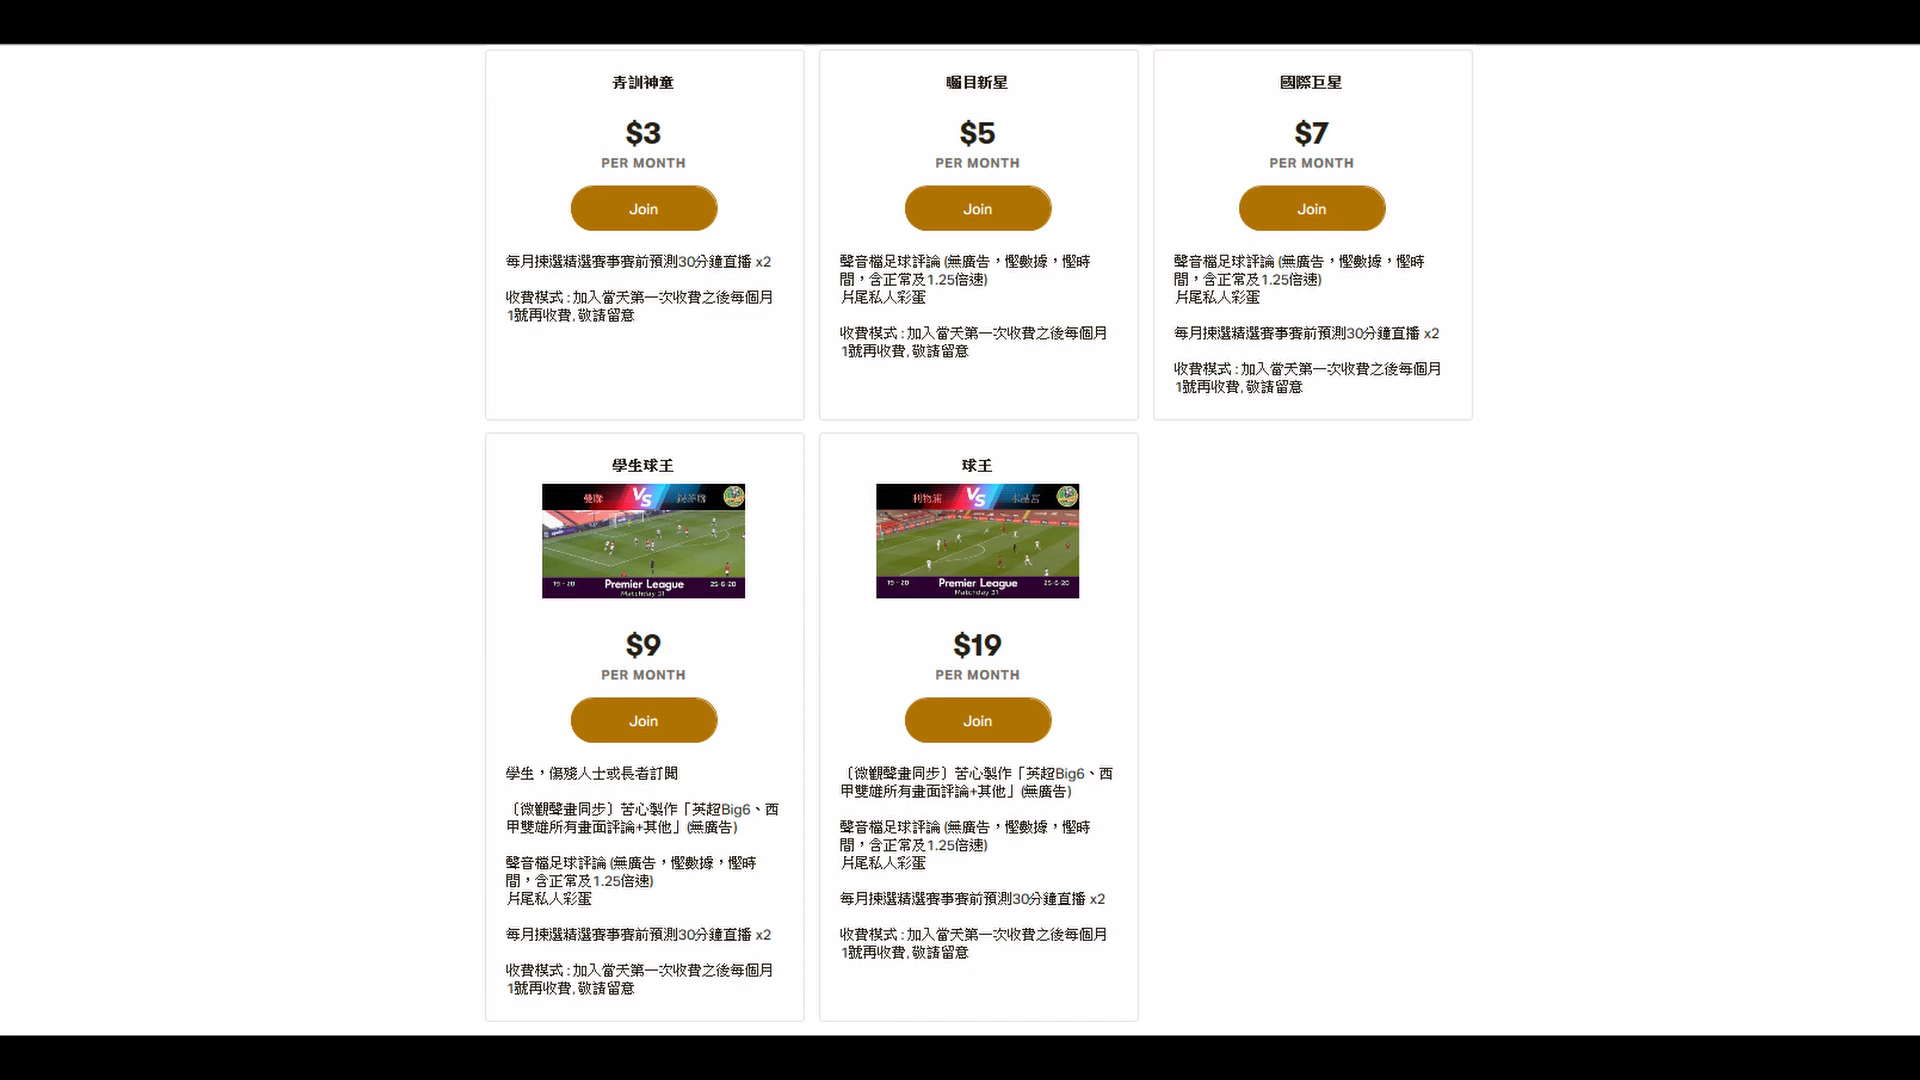 青訓神童
$3
PER MONTH
Join
每月揀選精選賽事賽前預測30分鐘直播 x2
收費模式 : 加入當天第一次收費之後每個月
1號再收費, 敬請留意
矚目新星
$5
PER MONTH
Join
聲音檔足球評論 (無廣告，慳數據，慳時
間，含正常及1.25倍速)
片尾私人彩蛋
收費模式 : 加入當天第一次收費之後每個月
1號再收費, 敬請留意
國際巨星
$7
PER MONTH
Join
聲音檔足球評論 (無廣告，慳數據，慳時
間，含正常及1.25倍速)
片尾私人彩蛋
每月揀選精選賽事賽前預測30分鐘直播 x2
收費模式 : 加入當天第一次收費之後每個月
1號再收費, 敬請留意
學生球王
曼聯
VS
19 - 20
Premier League
25-6-20
Matchday 31
$9
PER MONTH
Join
學生，傷殘人士或長者訂閱
〔微觀聲畫同步〕苦心製作「英超Big6、西
甲雙雄所有畫面評論+其他」(無廣告)
聲音檔足球評論 (無廣告，慳數據，慳時
間，含正常及1.25倍速)
片尾私人彩蛋
每月揀選精選賽事賽前預測30分鐘直播 x2
收費模式 : 加入當天第一次收費之後每個月
1號再收費, 敬請留意
球王
利物浦
VS
水晶宮
19 - 20
Premier League
25-6-20
Matchday 31
$19
PER MONTH
Join
〔微觀聲畫同步〕苦心製作「英超Big6、西
甲雙雄所有畫面評論+其他」(無廣告)
聲音檔足球評論 (無廣告，慳數據，慳時
間，含正常及1.25倍速)
片尾私人彩蛋
每月揀選精選賽事賽前預測30分鐘直播 x2
收費模式 : 加入當天第一次收費之後每個月
1號再收費, 敬請留意